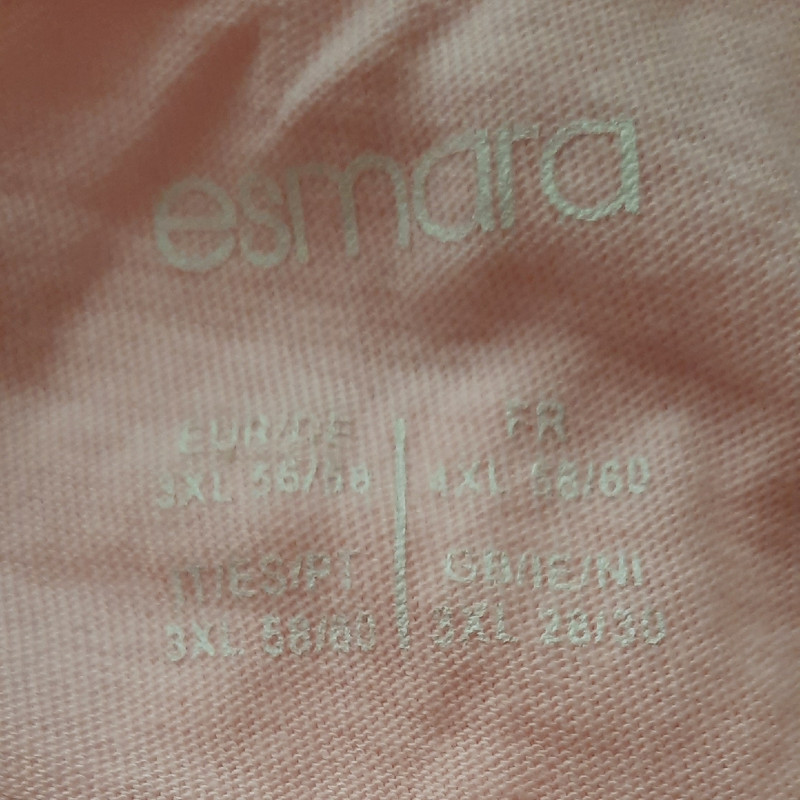 esmara
EUR/DE
3XL 56/58
FR
4XL 58/60
IT/ES/PT
3XL 58/60
GB/IE/NI
3XL 28/30